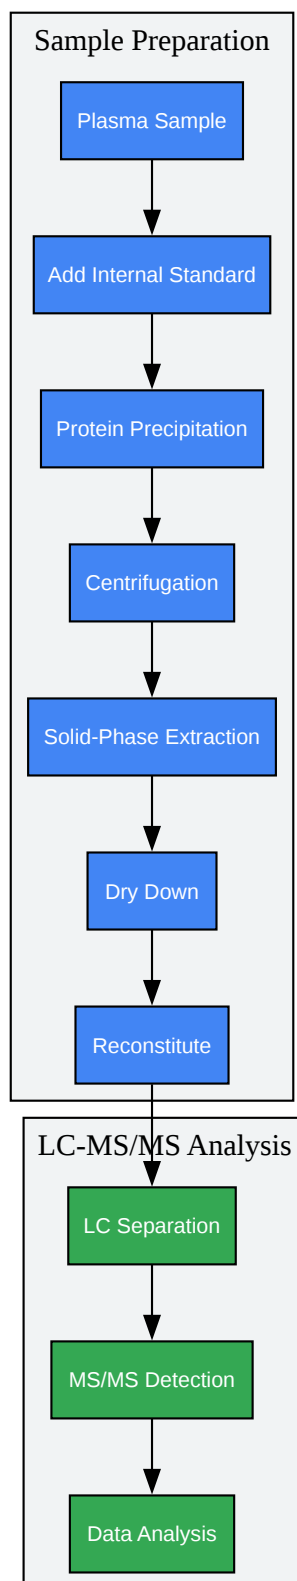 Sample Preparation
Plasma Sample
Add Internal Standard
Protein Precipitation
Centrifugation
Solid-Phase Extraction
Dry Down
Reconstitute
LC-MS/MS Analysis
LC Separation
MS/MS Detection
Data Analysis